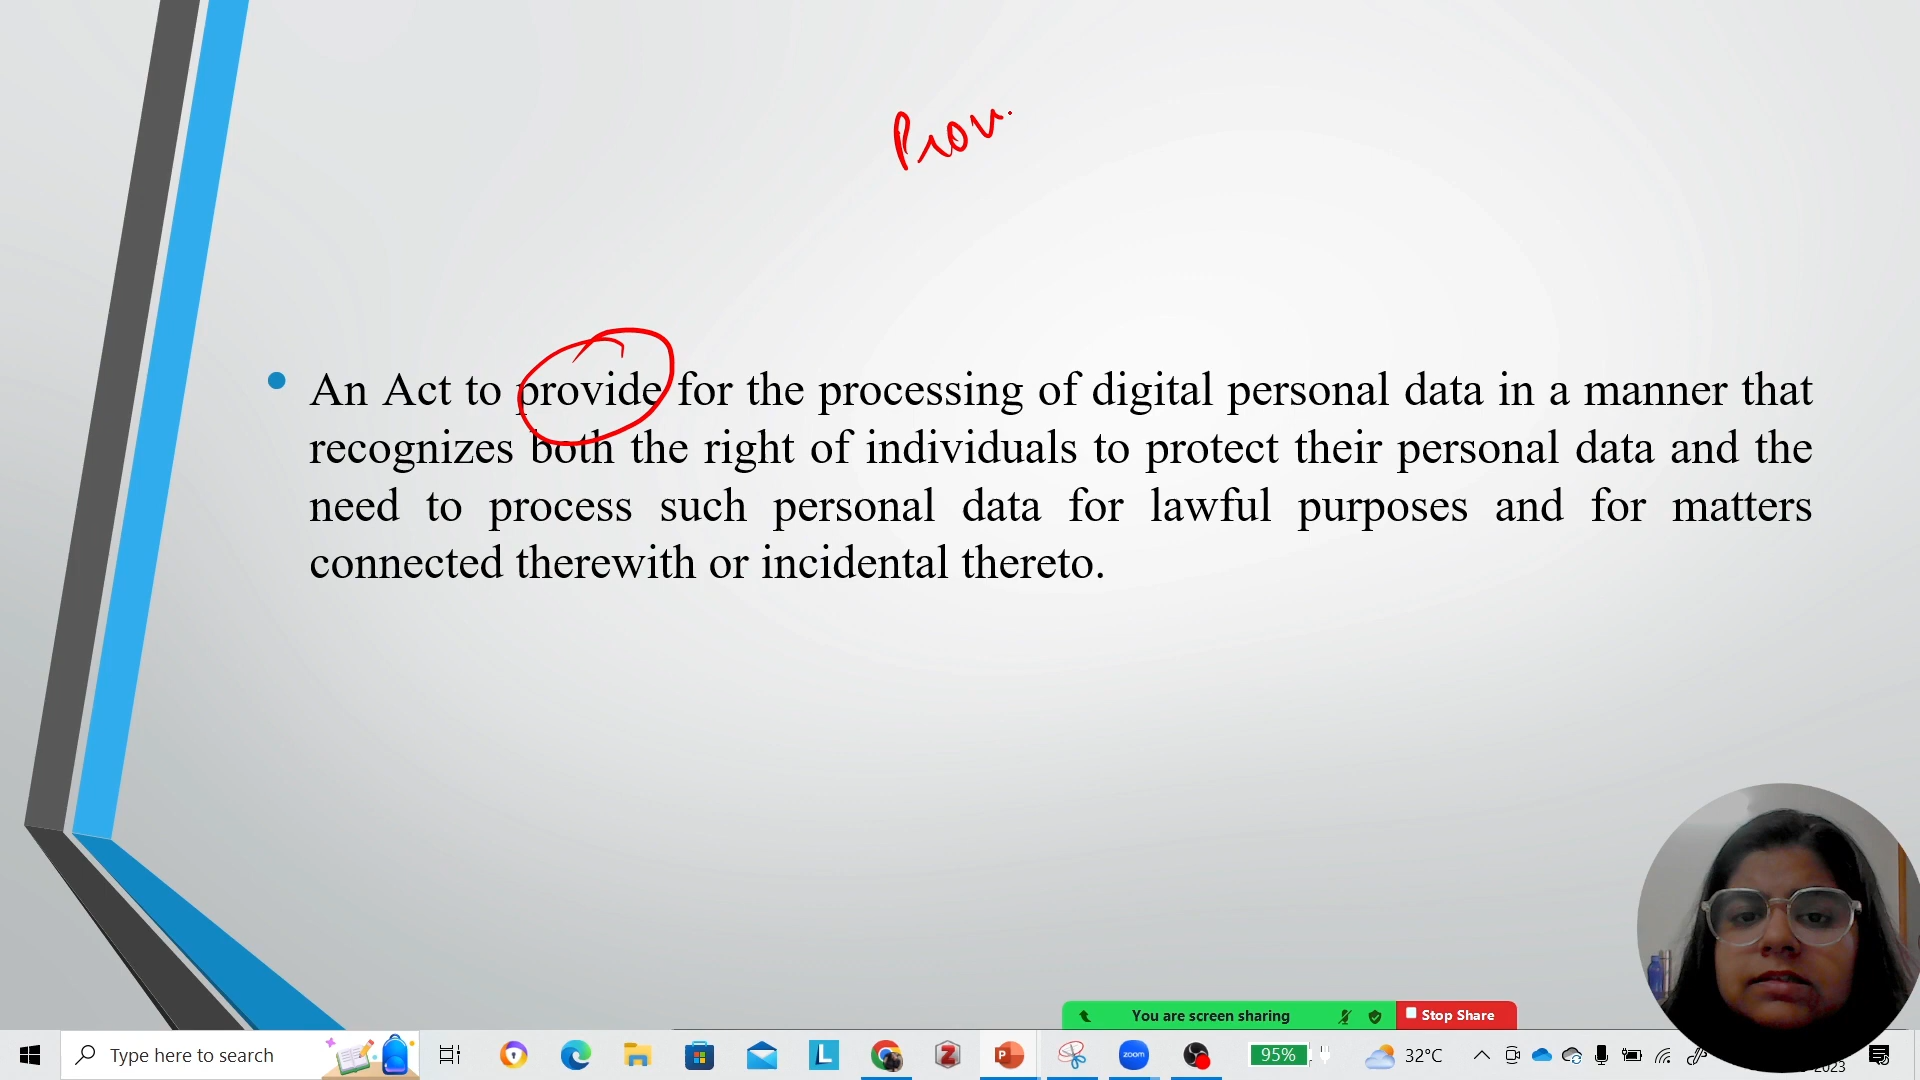 Prov
An Act to provide for the processing of digital personal data in a manner that
recognizes both the right of individuals to protect their personal data and the
need to process such personal data for lawful purposes and for matters
connected therewith or incidental thereto.
You are screen sharing
Stop Share
Type here to search
L
Z
P
zoom
95%
32°C
2023